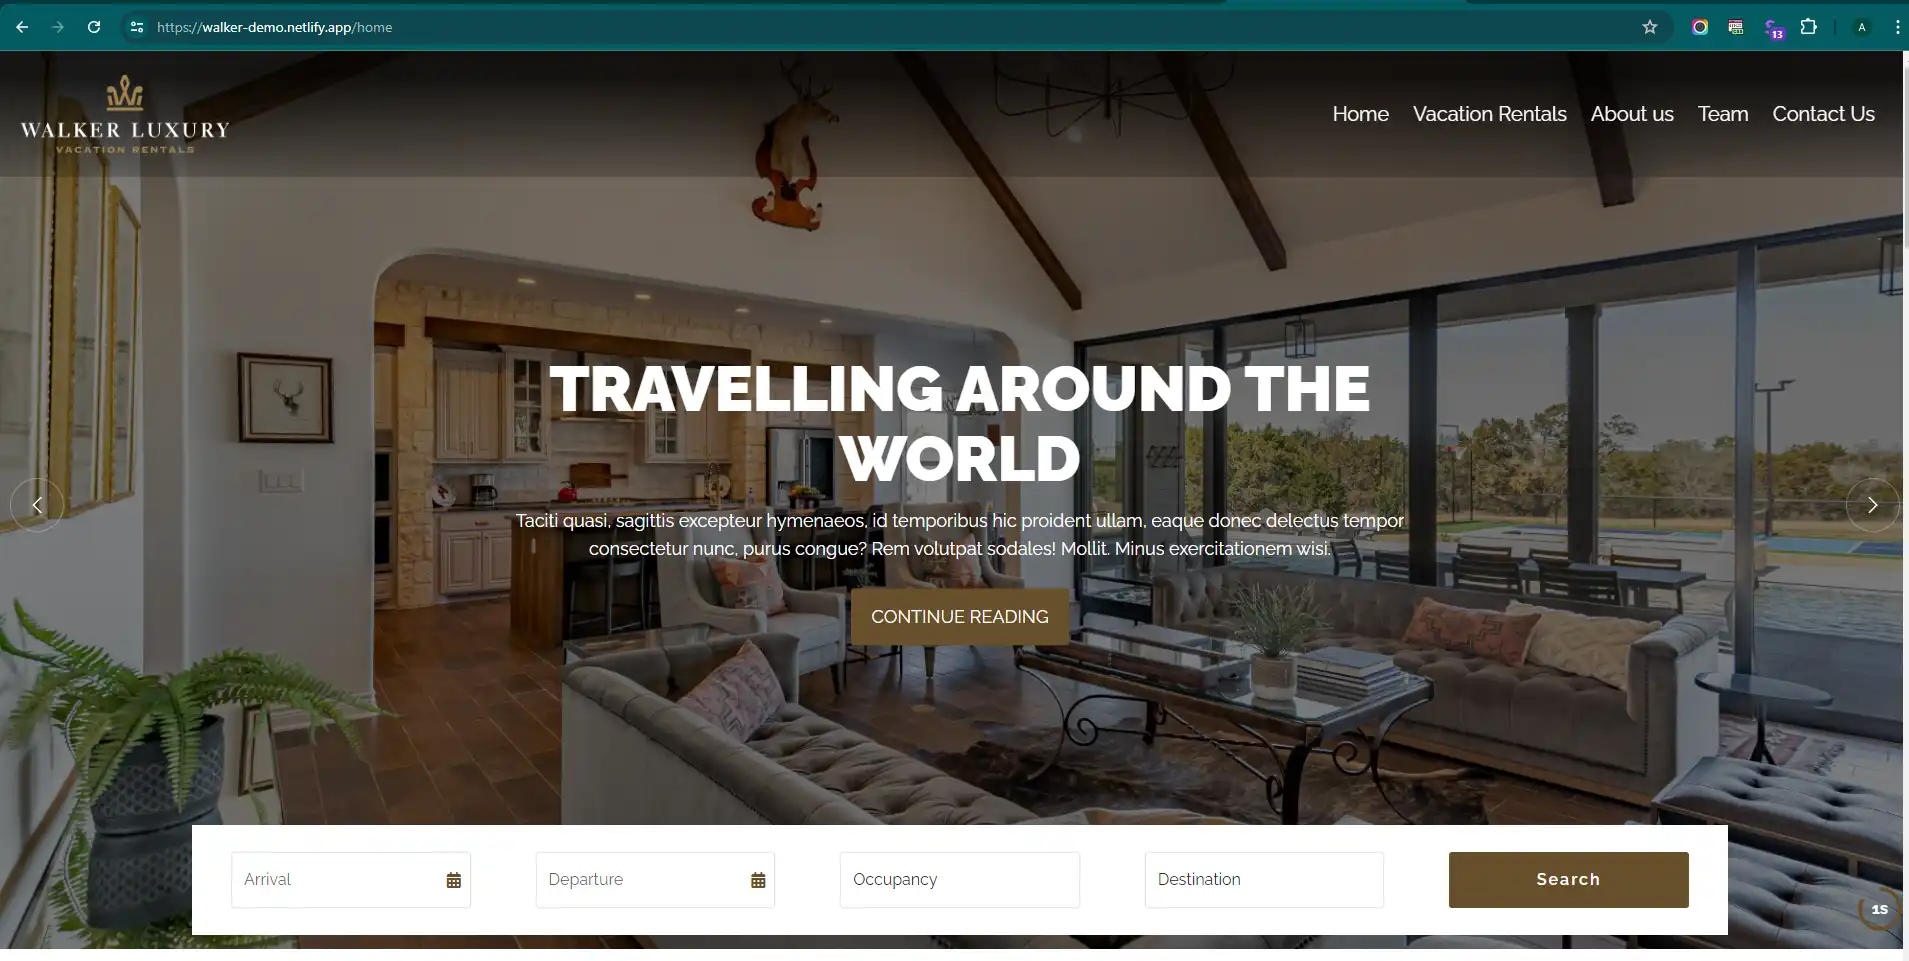 https://walker-demo.netlify.app/home
13
A
WALKER LUXURY
VACATION RENTALS
Home
Vacation Rentals
About us
Team
Contact Us
TRAVELLING AROUND THE
WORLD
Taciti quasi, sagittis excepteur hymenaeos, id temporibus hic proident ullam, eaque donec delectus tempor
consectetur nunc, purus congue? Rem volutpat sodales! Mollit. Minus exercitationem wisi.
CONTINUE READING
Arrival
Departure
Occupancy
Destination
Search
1s